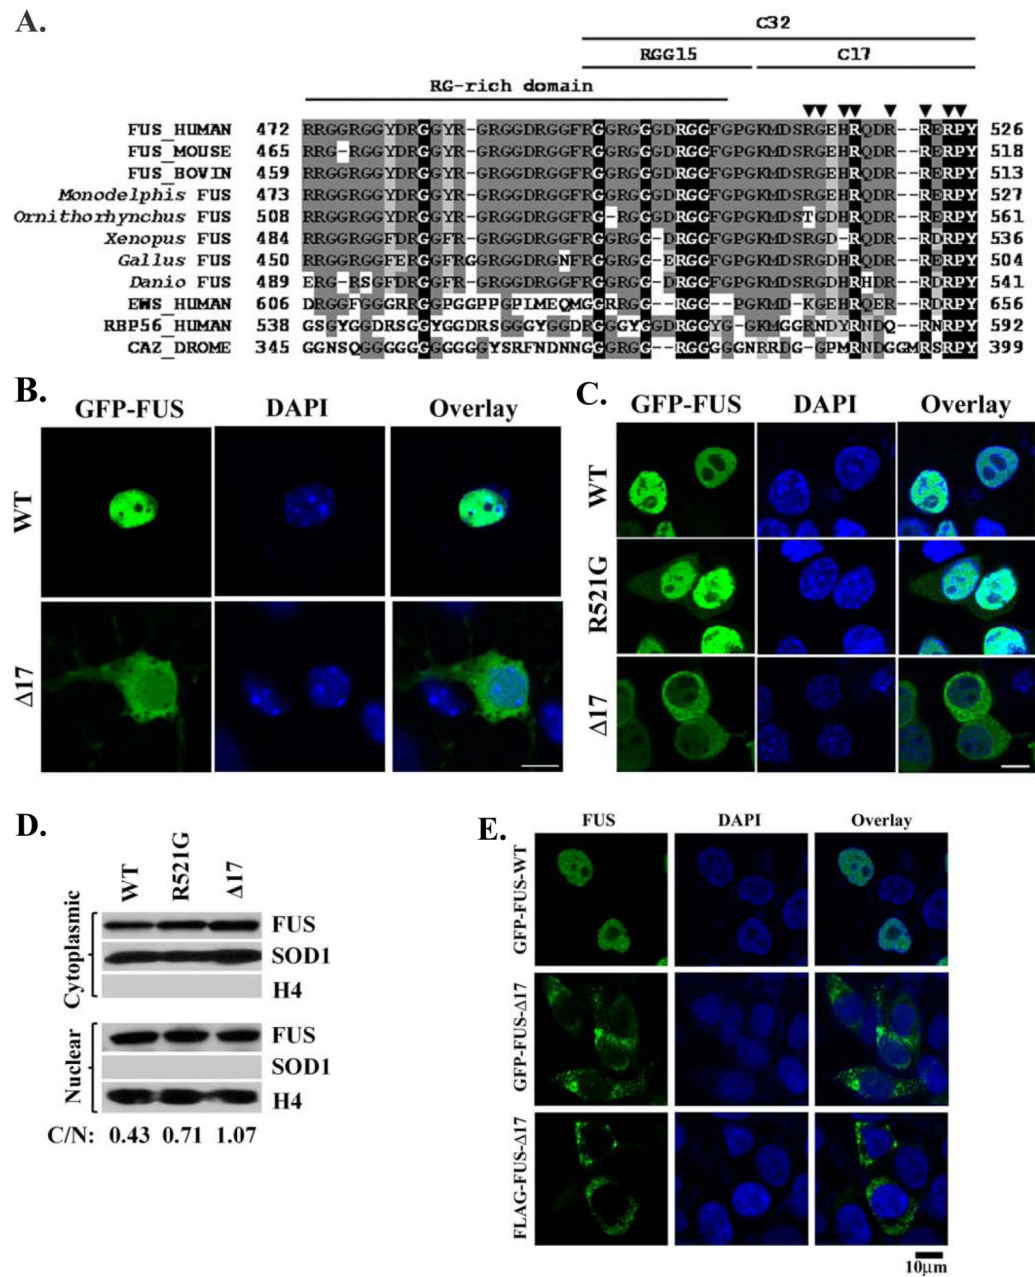 A.
C32
RGG15 C17
RG-rich domain
FUS_HUMAN 472 RRGGRGGYDRGGYR-GRGGDRGGFRGGRGGGDRGGFGPGKMDSRGEHRQDR---RERPY 526
FUS_MOUSE 465 RRG-RGGYDRGGYR-GRGGDRGGFRGGRGGGDRGGFGPGKMDSRGEHRQDR---RERPY 518
FUS_BOVIN 459 RRGGRGGYDRGGYR-GRGGDRGGFRGGRGGGDRGGFGPGKMDSRGEHRQDR---RERPY 513
Monodelphis FUS 473 RRGGRGGYDRGGYR-GRGGDRGGFRGGRGGGDRGGFGPGKMDSRGEHRQDR---RERPY 527
Ornithorhynchus FUS 508 RRGGRGGYDRGGYR-GRGGDRGGFRG-RGGGDRGGFGPGKMDSTGDHRQDR---RERPY 561
Xenopus FUS 484 RRGGRGGFDRGGFR-GRGGDRGGFRGGRGG-DRGGFGPGKMDSRGD-RQDR---RDRPY 536
Gallus FUS 450 RRGGRGGFERGGFRGGRGGDRGNFRGGRGG-ERGGFGPGKMDSRGDHRQDR---RERPY 504
Danio FUS 489 ERG-RSGFDRGGFR-GRGGDRGGFRGGRGG-DRGGFGPGKMDSRGDHRHDR---RDRPY 541
EWS_HUMAN 606 DRGGFGGGRRGGPGGPPGPIMEQMGGRRGG--RGG--PGKMD-KGEHRQER---RDRPY 656
RBP56_HUMAN 538 GSGYGGDRSGGYGGDRSGGGYGGDRGGGYGGDRGGYG-GKMGGRNDYRNDQ---RNRPY 592
CAZ_DROME 345 GGNSQGGGGGGGGGGGYSRFNDNNGGGRGG--RGGGGGNRRDG-GPMRNDGGMRSRPY 399
B.
GFP-FUS DAPI Overlay
WT
Δ17
C.
GFP-FUS DAPI Overlay
WT
R521G
Δ17
D.
WT R521G Δ17
Cytoplasmic
FUS
SOD1
H4
Nuclear
FUS
SOD1
H4
C/N: 0.43 0.71 1.07
E.
FUS DAPI Overlay
GFP-FUS-WT
GFP-FUS-Δ17
FLAG-FUS-Δ17
10µm